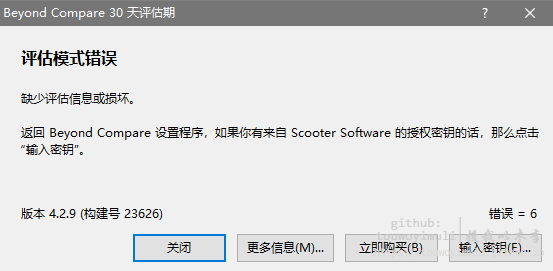 Beyond Compare 30 天评估期
评估模式错误
缺少评估信息或损坏。
返回 Beyond Compare 设置程序，如果你有来自 Scooter Software 的授权密钥的话，那么点击
“输入密钥”。
版本 4.2.9 (构建号 23626)
错误 = 6
github:
关闭
更多信息(M)...
立即购买(B)
输入密钥(E)...